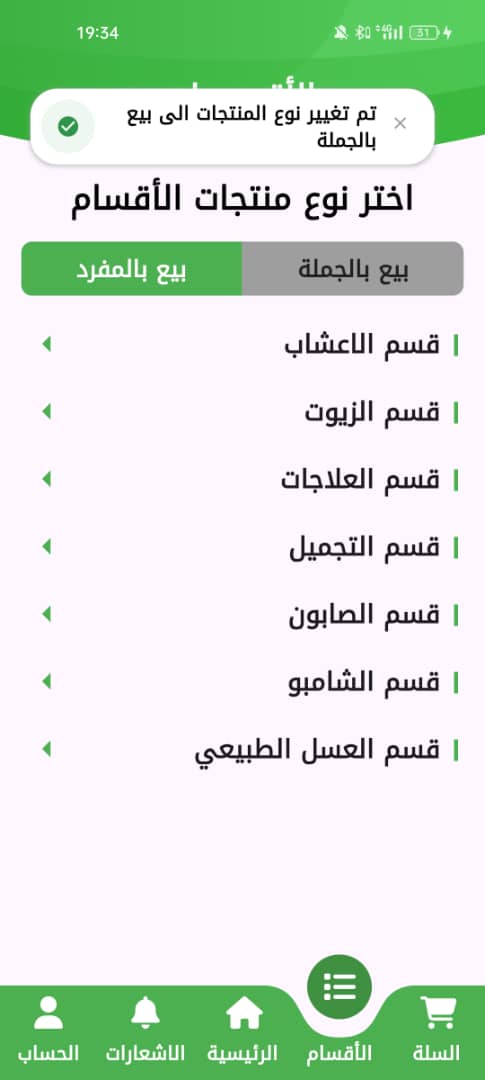 19:34
4G
31
تم تغيير نوع المنتجات الى بيع
بالجملة
اختر نوع منتجات الأقسام
بيع بالجملة
بيع بالمفرد
قسم الاعشاب
قسم الزيوت
قسم العلاجات
قسم التجميل
قسم الصابون
قسم الشامبو
قسم العسل الطبيعي
السلة
الأقسام
الرئيسية
الاشعارات
الحساب